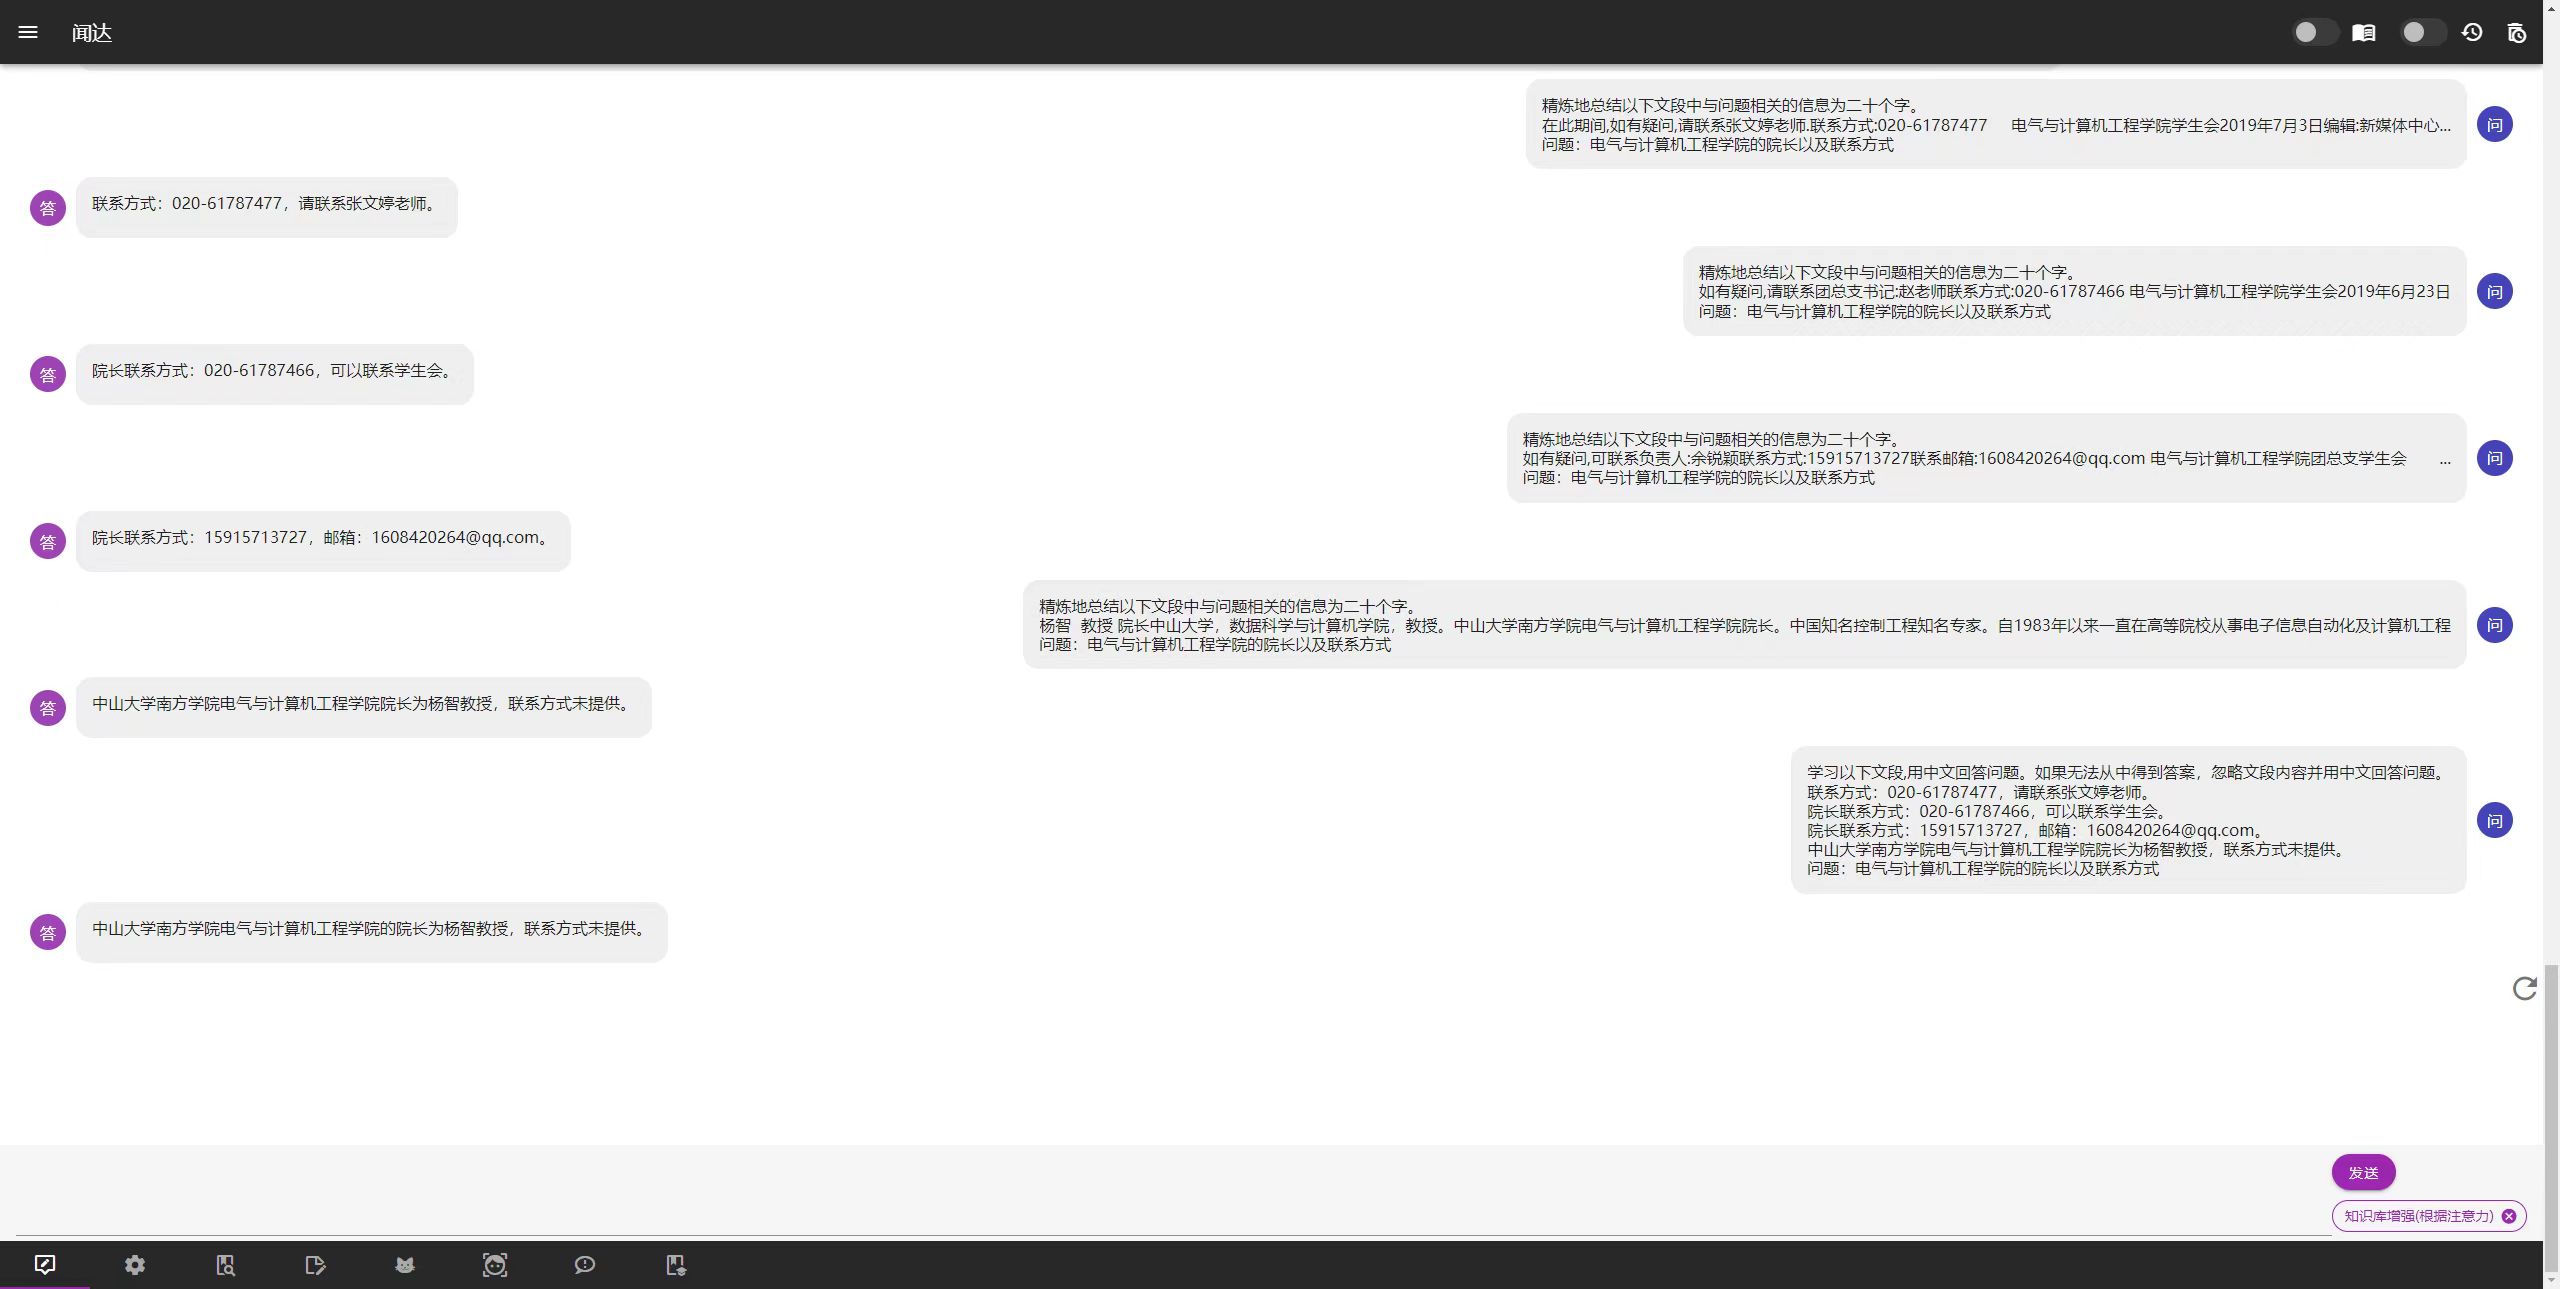 闻达
精炼地总结以下文段中与问题相关的信息为二十个字。
在此期间,如有疑问,请联系张文婷老师.联系方式:020-61787477 电气与计算机工程学院学生会2019年7月3日编辑:新媒体中心...
问题：电气与计算机工程学院的院长以及联系方式
问
答
联系方式：020-61787477，请联系张文婷老师。
精炼地总结以下文段中与问题相关的信息为二十个字。
如有疑问,请联系团总支书记:赵老师联系方式:020-61787466 电气与计算机工程学院学生会2019年6月23日
问题：电气与计算机工程学院的院长以及联系方式
问
答
院长联系方式：020-61787466，可以联系学生会。
精炼地总结以下文段中与问题相关的信息为二十个字。
如有疑问,可联系负责人:余锐颖联系方式:15915713727联系邮箱:1608420264@qq.com 电气与计算机工程学院团总支学生会 ...
问题：电气与计算机工程学院的院长以及联系方式
问
答
院长联系方式：15915713727，邮箱：1608420264@qq.com。
精炼地总结以下文段中与问题相关的信息为二十个字。
杨智 教授 院长中山大学，数据科学与计算机学院，教授。中山大学南方学院电气与计算机工程学院院长。中国知名控制工程知名专家。自1983年以来一直在高等院校从事电子信息自动化及计算机工程
问题：电气与计算机工程学院的院长以及联系方式
问
答
中山大学南方学院电气与计算机工程学院院长为杨智教授，联系方式未提供。
学习以下文段,用中文回答问题。如果无法从中得到答案，忽略文段内容并用中文回答问题。
联系方式：020-61787477，请联系张文婷老师。
院长联系方式：020-61787466，可以联系学生会。
院长联系方式：15915713727，邮箱：1608420264@qq.com。
中山大学南方学院电气与计算机工程学院院长为杨智教授，联系方式未提供。
问题：电气与计算机工程学院的院长以及联系方式
问
答
中山大学南方学院电气与计算机工程学院的院长为杨智教授，联系方式未提供。
发送
知识库增强(根据注意力)